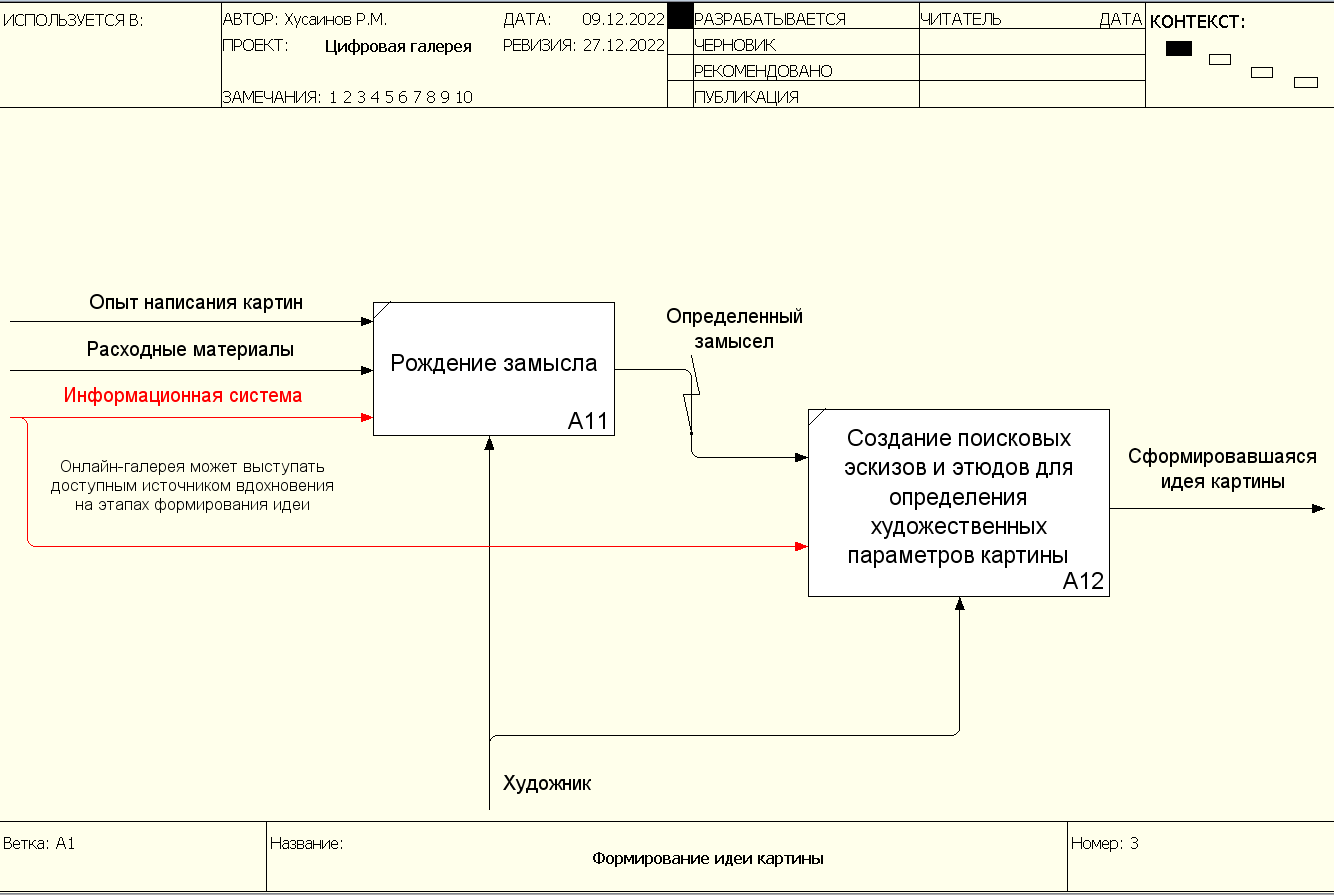 ИСПОЛЬЗУЕТСЯ В:
АВТОР: Хусаинов Р.М.
ДАТА: 09.12.2022
ПРОЕКТ: Цифровая галерея
РЕВИЗИЯ: 27.12.2022
ЗАМЕЧАНИЯ: 1 2 3 4 5 6 7 8 9 10
РАЗРАБАТЫВАЕТСЯ
ЧЕРНОВИК
РЕКОМЕНДОВАНО
ПУБЛИКАЦИЯ
ЧИТАТЕЛЬ ДАТА
КОНТЕКСТ:
Опыт написания картин
Расходные материалы
Информационная система
Онлайн-галерея может выступать
доступным источником вдохновения
на этапах формирования идеи
Рождение замысла
A11
Определенный
замысел
Создание поисковых
эскизов и этюдов для
определения
художественных
параметров картины
A12
Сформировавшаяся
идея картины
Художник
Ветка: A1
Название:
Формирование идеи картины
Номер: 3